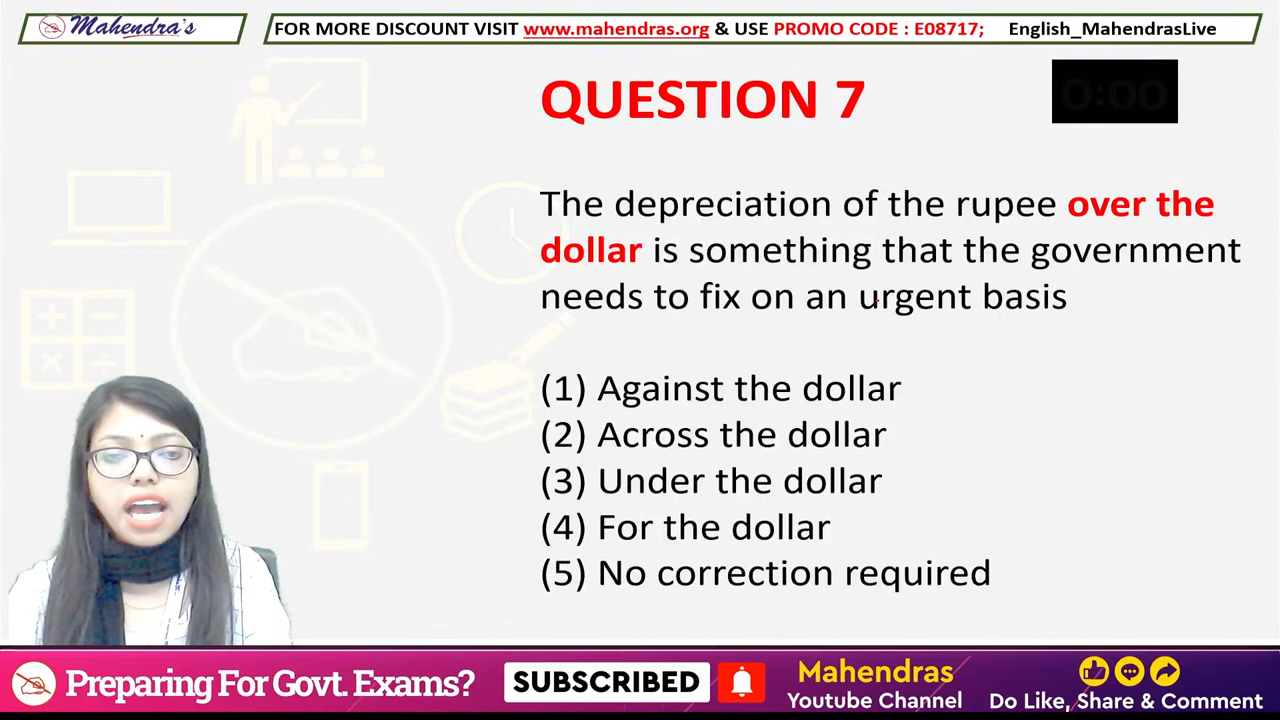 Mahendra's
FOR MORE DISCOUNT VISIT www.mahendras.org & USE PROMO CODE : E08717; English_MahendrasLive
QUESTION 7
0:00
The depreciation of the rupee over the
dollar is something that the government
needs to fix on an urgent basis
(1) Against the dollar
(2) Across the dollar
(3) Under the dollar
(4) For the dollar
(5) No correction required
Preparing For Govt. Exams?
SUBSCRIBED
Mahendras
Youtube Channel
Do Like, Share & Comment